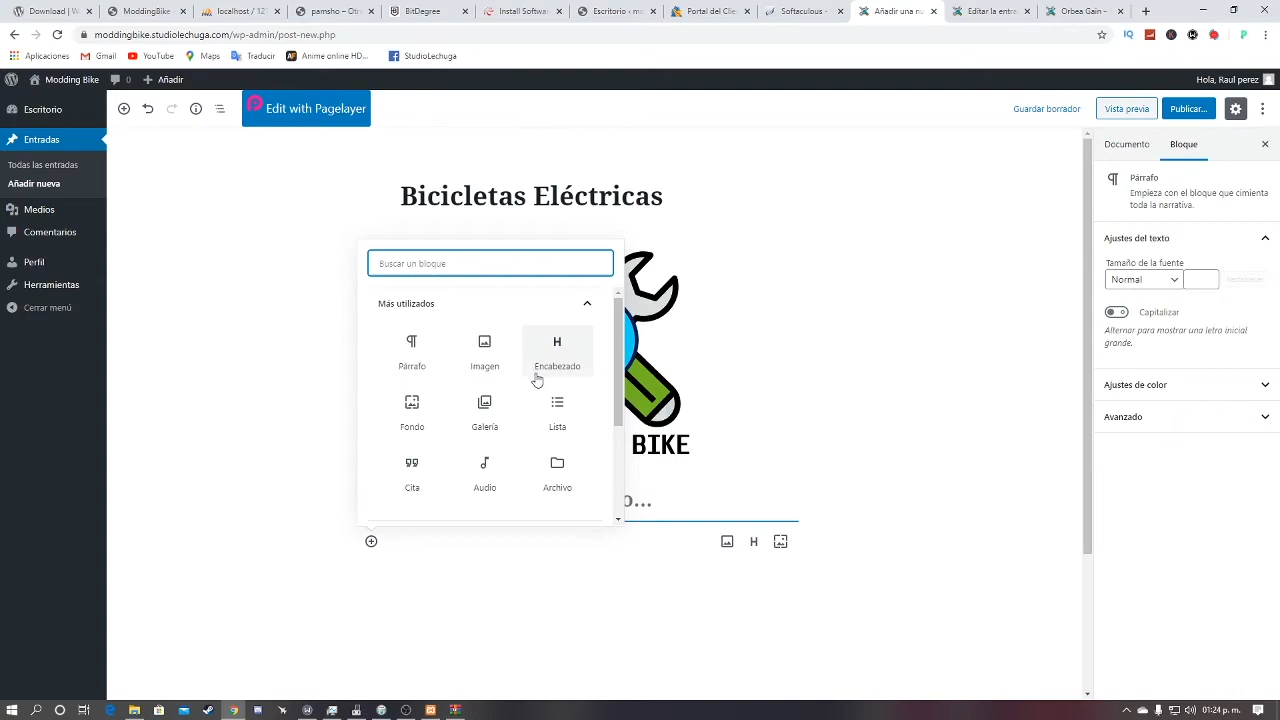 Download | W
ModdingBike
localhost / 12
pamsho – Otr
BitDegree
Install Softwar
Escritorio ‹ mo
Portal del Clie
Softaculous -
Añadir una nu
Editar la entra
Orbea Gain –
moddingbike.studiolechuga.com/wp-admin/post-new.php
Aplicaciones
Gmail
YouTube
Maps
Traducir
Anime online HD...
StudioLechuga
Modding Bike
0
Añadir
Hola, Raul perez
Escritorio
Entradas
Todas las entradas
Añadir nueva
Medios
Comentarios
Perfil
Herramientas
Cerrar menú
Edit with Pagelayer
Guardar borrador
Vista previa
Publicar...
Bicicletas Eléctricas
Buscar un bloque
Más utilizados
Párrafo
Imagen
Encabezado
Fondo
Galería
Lista
Cita
Audio
Archivo
BIKE
o...
H
Documento
Bloque
Párrafo
Empieza con el bloque que cimienta
toda la narrativa.
Ajustes del texto
Tamaño de la fuente
Normal
Restablecer
Capitalizar
Alternar para mostrar una letra inicial
grande.
Ajustes de color
Avanzado
01:24 p. m.